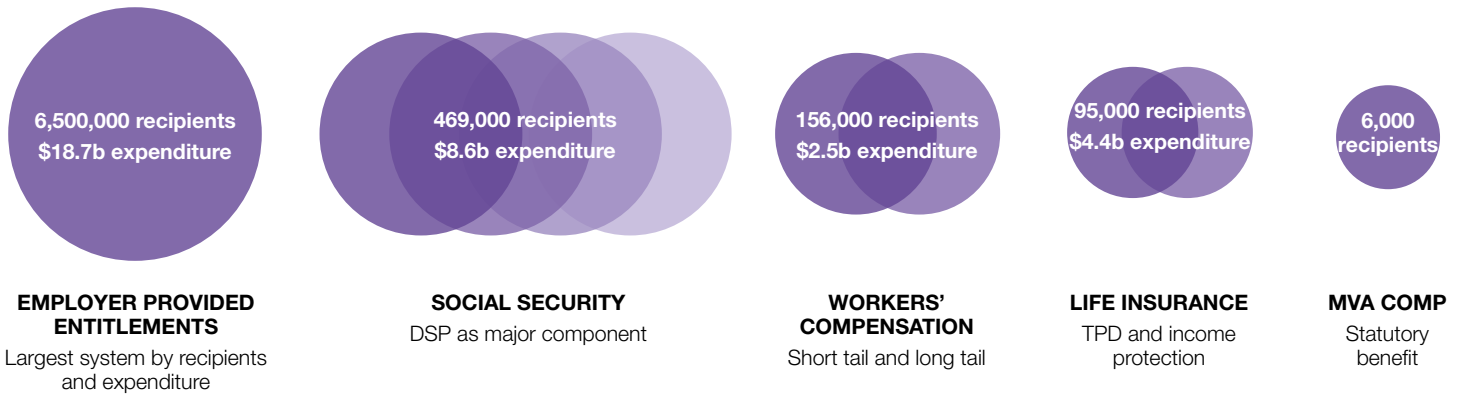 6,500,000 recipients
$18.7b expenditure
EMPLOYER PROVIDED
ENTITLEMENTS
Largest system by recipients
and expenditure
469,000 recipients
$8.6b expenditure
SOCIAL SECURITY
DSP as major component
156,000 recipients
$2.5b expenditure
WORKERS’
COMPENSATION
Short tail and long tail
95,000 recipients
$4.4b expenditure
LIFE INSURANCE
TPD and income
protection
6,000
recipients
MVA COMP
Statutory
benefit